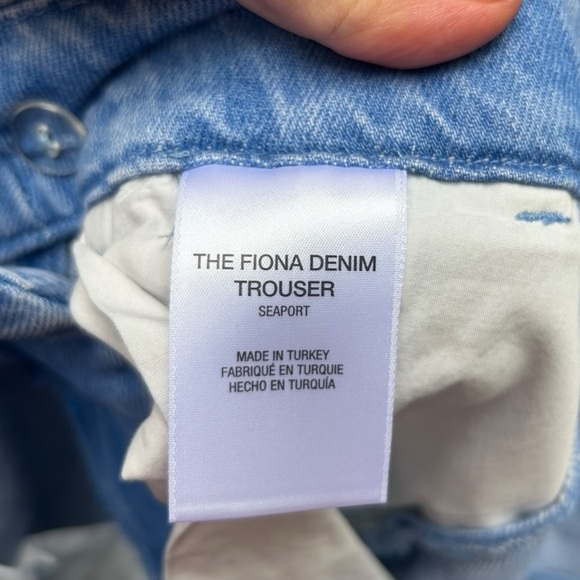 THE FIONA DENIM
TROUSER
SEAPORT
MADE IN TURKEY
FABRIQUÉ EN TURQUIE
HECHO EN TURQUÍA